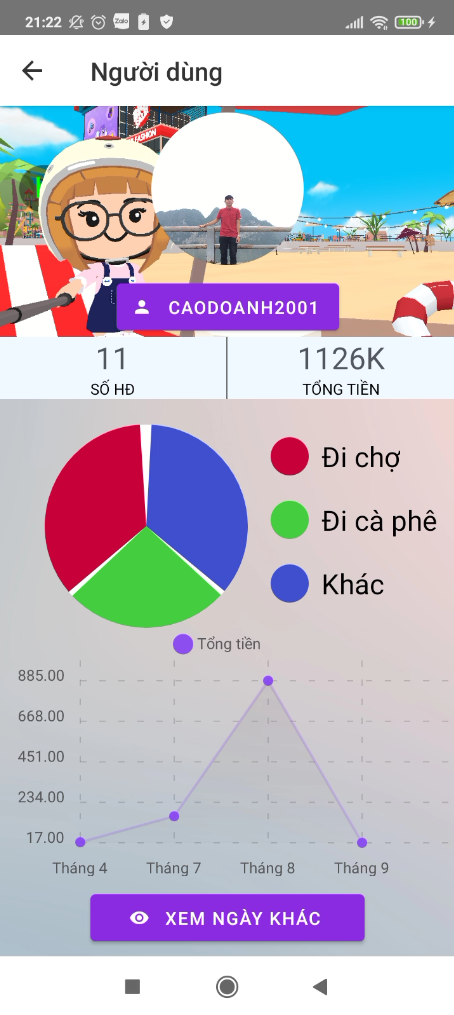 21:22
Zalo
100
Người dùng
FASHION
CAODOANH2001
11
1126K
SỐ HĐ
TỔNG TIỀN
Đi chợ
Đi cà phê
Khác
Tổng tiền
885.00
668.00
451.00
234.00
17.00
Tháng 4
Tháng 7
Tháng 8
Tháng 9
XEM NGÀY KHÁC